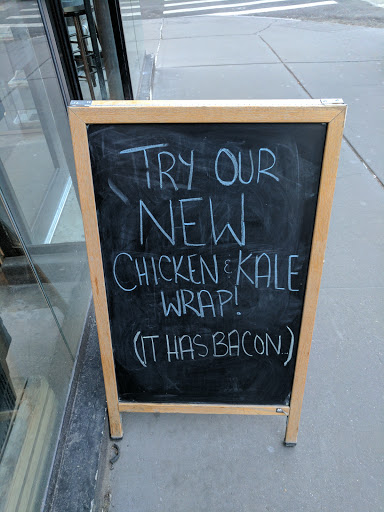 TRY OUR
NEW
CHICKEN & KALE
WRAP!
(IT HAS BACON.)